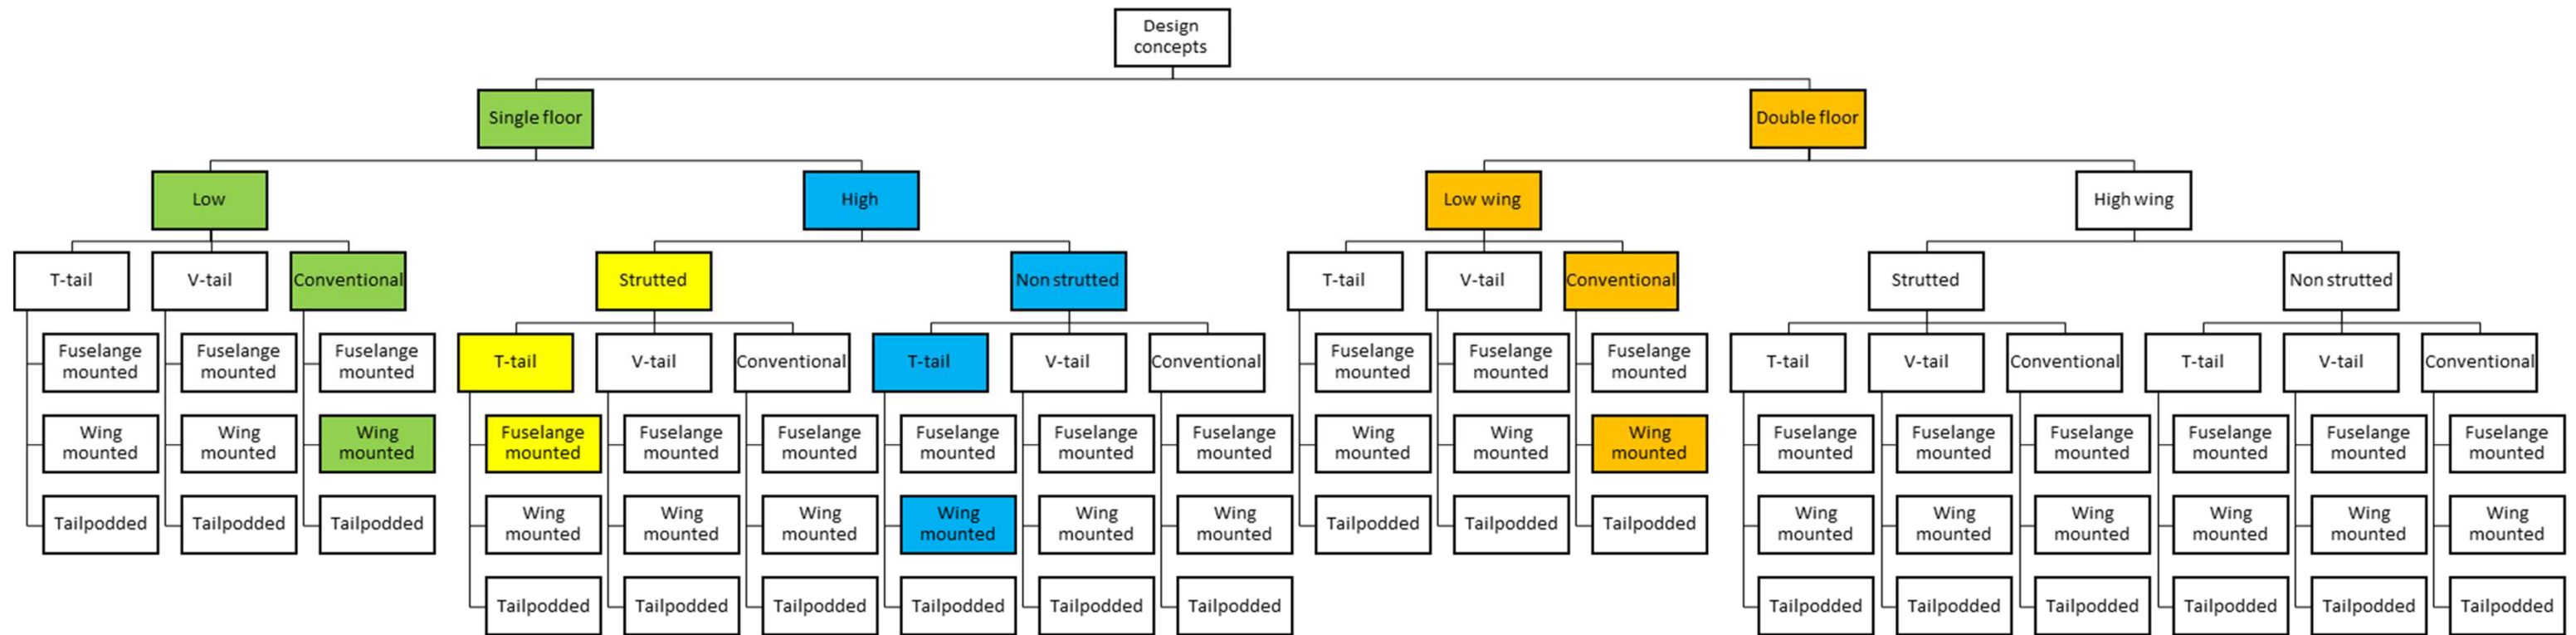 Design
concepts
Single floor
Double floor
Low
High
Low wing
High wing
T-tail
V-tail
Conventional
Strutted
Non strutted
T-tail
V-tail
Conventional
Strutted
Non strutted
Fuselange
mounted
Fuselange
mounted
Fuselange
mounted
T-tail
V-tail
Conventional
T-tail
V-tail
Conventional
Fuselange
mounted
Fuselange
mounted
Fuselange
mounted
T-tail
V-tail
Conventional
T-tail
V-tail
Conventional
Wing
mounted
Wing
mounted
Wing
mounted
Fuselange
mounted
Fuselange
mounted
Fuselange
mounted
Fuselange
mounted
Fuselange
mounted
Fuselange
mounted
Wing
mounted
Wing
mounted
Wing
mounted
Fuselange
mounted
Fuselange
mounted
Fuselange
mounted
Fuselange
mounted
Fuselange
mounted
Fuselange
mounted
Tailpodded
Tailpodded
Tailpodded
Wing
mounted
Wing
mounted
Wing
mounted
Wing
mounted
Wing
mounted
Wing
mounted
Tailpodded
Tailpodded
Tailpodded
Wing
mounted
Wing
mounted
Wing
mounted
Wing
mounted
Wing
mounted
Wing
mounted
Tailpodded
Tailpodded
Tailpodded
Tailpodded
Tailpodded
Tailpodded
Tailpodded
Tailpodded
Tailpodded
Tailpodded
Tailpodded
Tailpodded